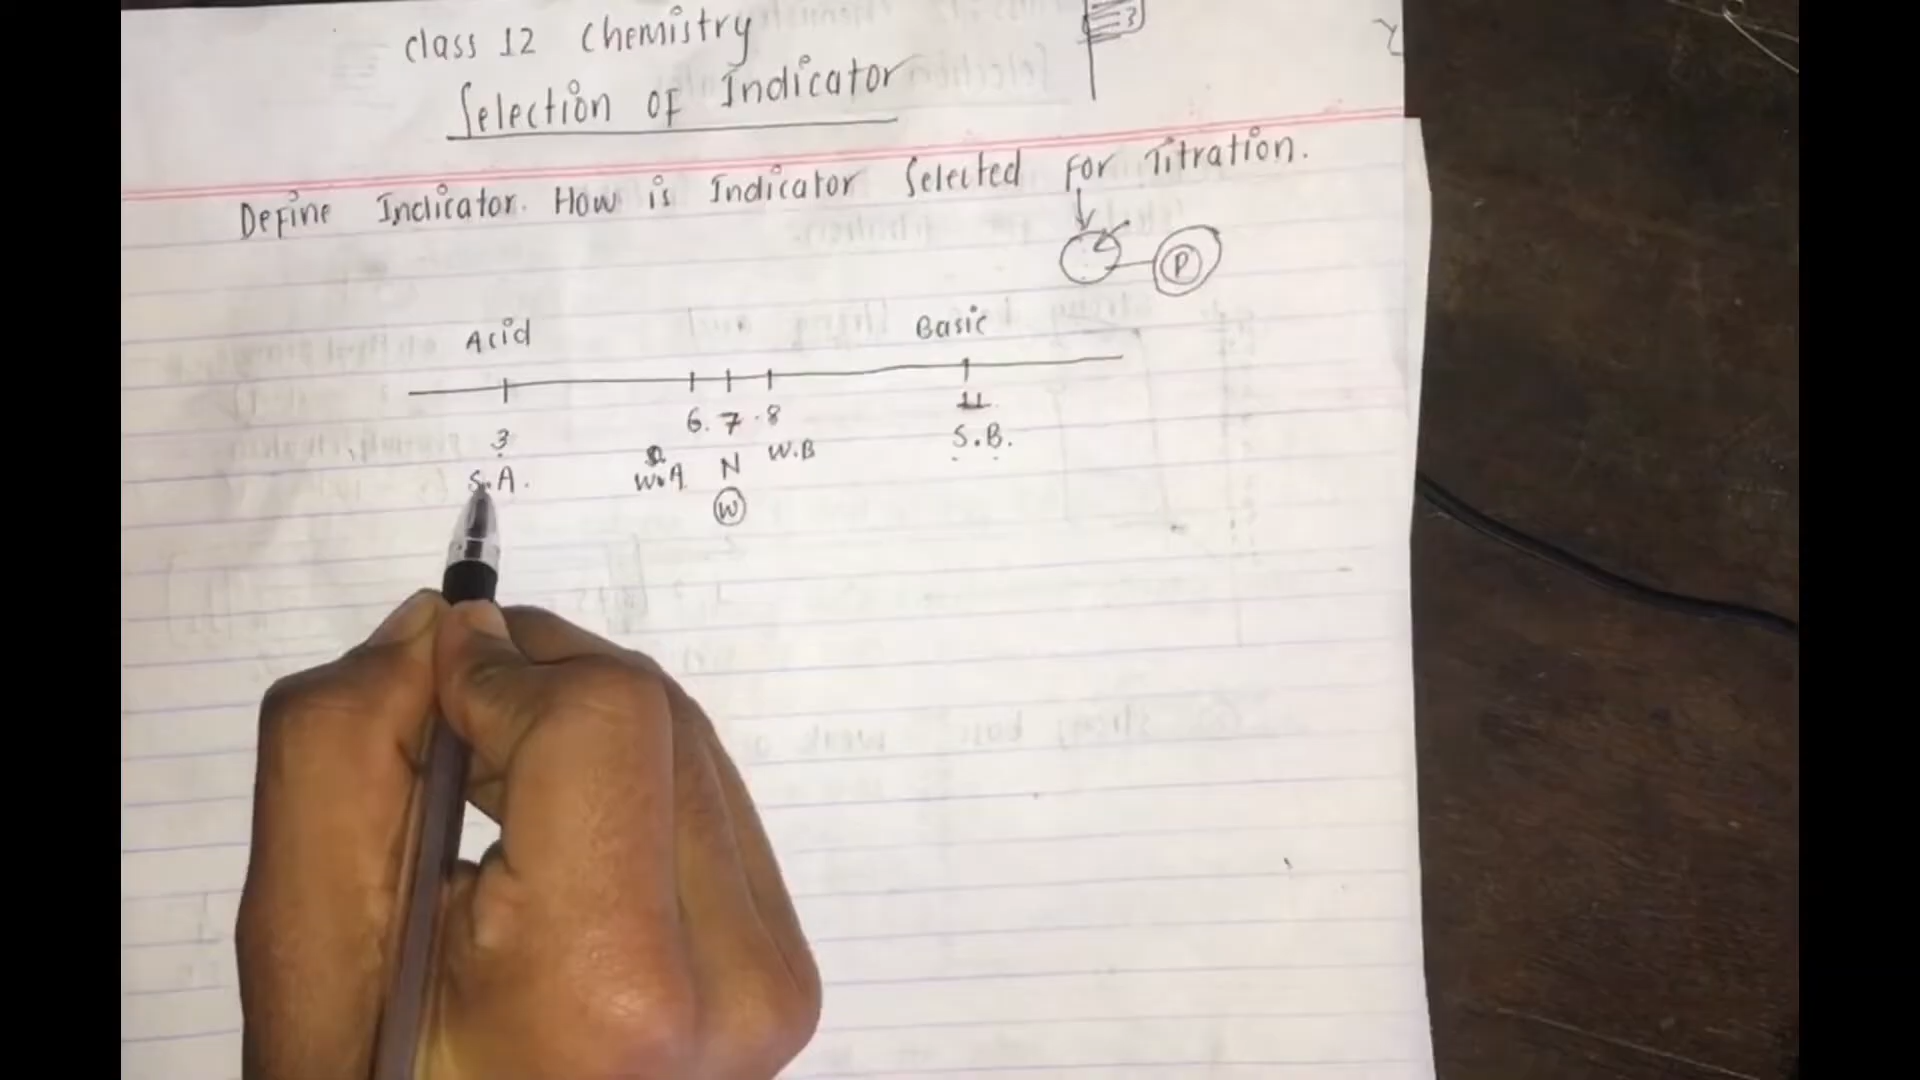 class 12 chemistry
Selection of Indicator
Define Indicator. How is Indicator Selected for Titration.
P
Acid Basic
6. 7 .8 11
3 W.A N W.B S.B.
S.A. W